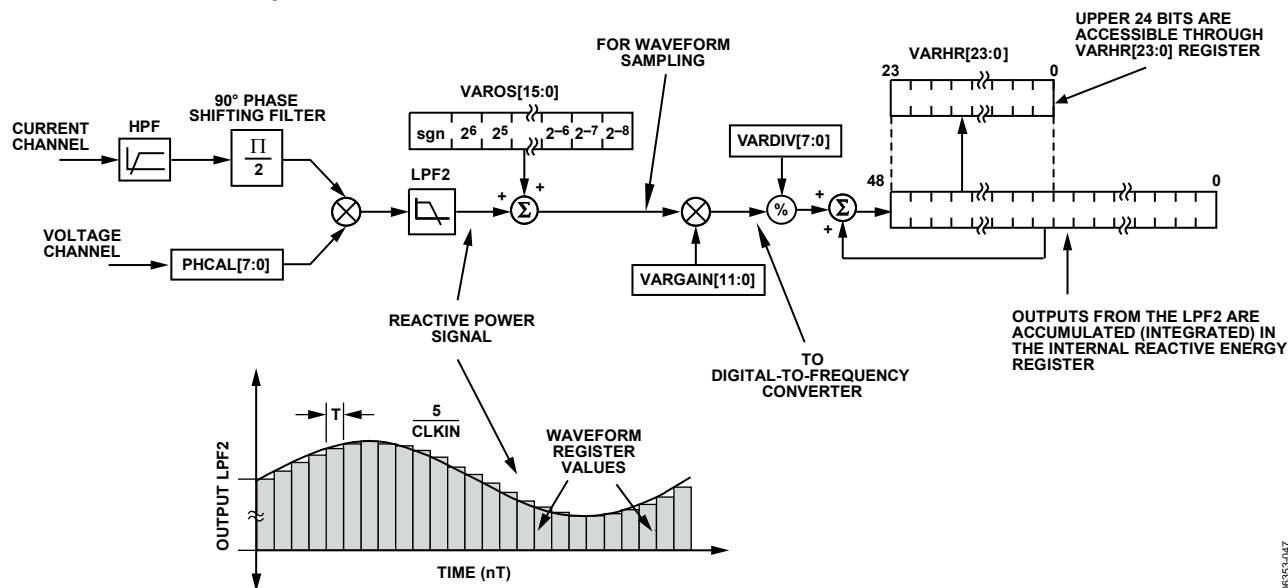 UPPER 24 BITS ARE
ACCESSIBLE THROUGH
VARHR[23:0] REGISTER
FOR WAVEFORM
SAMPLING
VARHR[23:0]
23
0
90° PHASE
SHIFTING FILTER
VAROS[15:0]
CURRENT
CHANNEL
HPF
Π
2
sgn 2⁶ 2⁵ 2⁻⁶ 2⁻⁷ 2⁻⁸
VARDIV[7:0]
LPF2
+
+
Σ
%
+
+
Σ
48
0
VOLTAGE
CHANNEL
PHCAL[7:0]
VARGAIN[11:0]
REACTIVE POWER
SIGNAL
TO
DIGITAL-TO-FREQUENCY
CONVERTER
OUTPUTS FROM THE LPF2 ARE
ACCUMULATED (INTEGRATED) IN
THE INTERNAL REACTIVE ENERGY
REGISTER
T
5
CLKIN
WAVEFORM
REGISTER
VALUES
OUTPUT LPF2
TIME (nT)